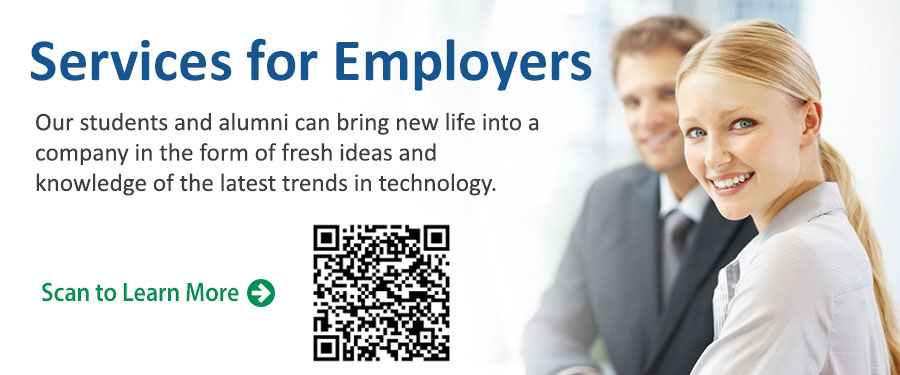 Services for Employers
Our students and alumni can bring new life into a
company in the form of fresh ideas and
knowledge of the latest trends in technology.
Scan to Learn More